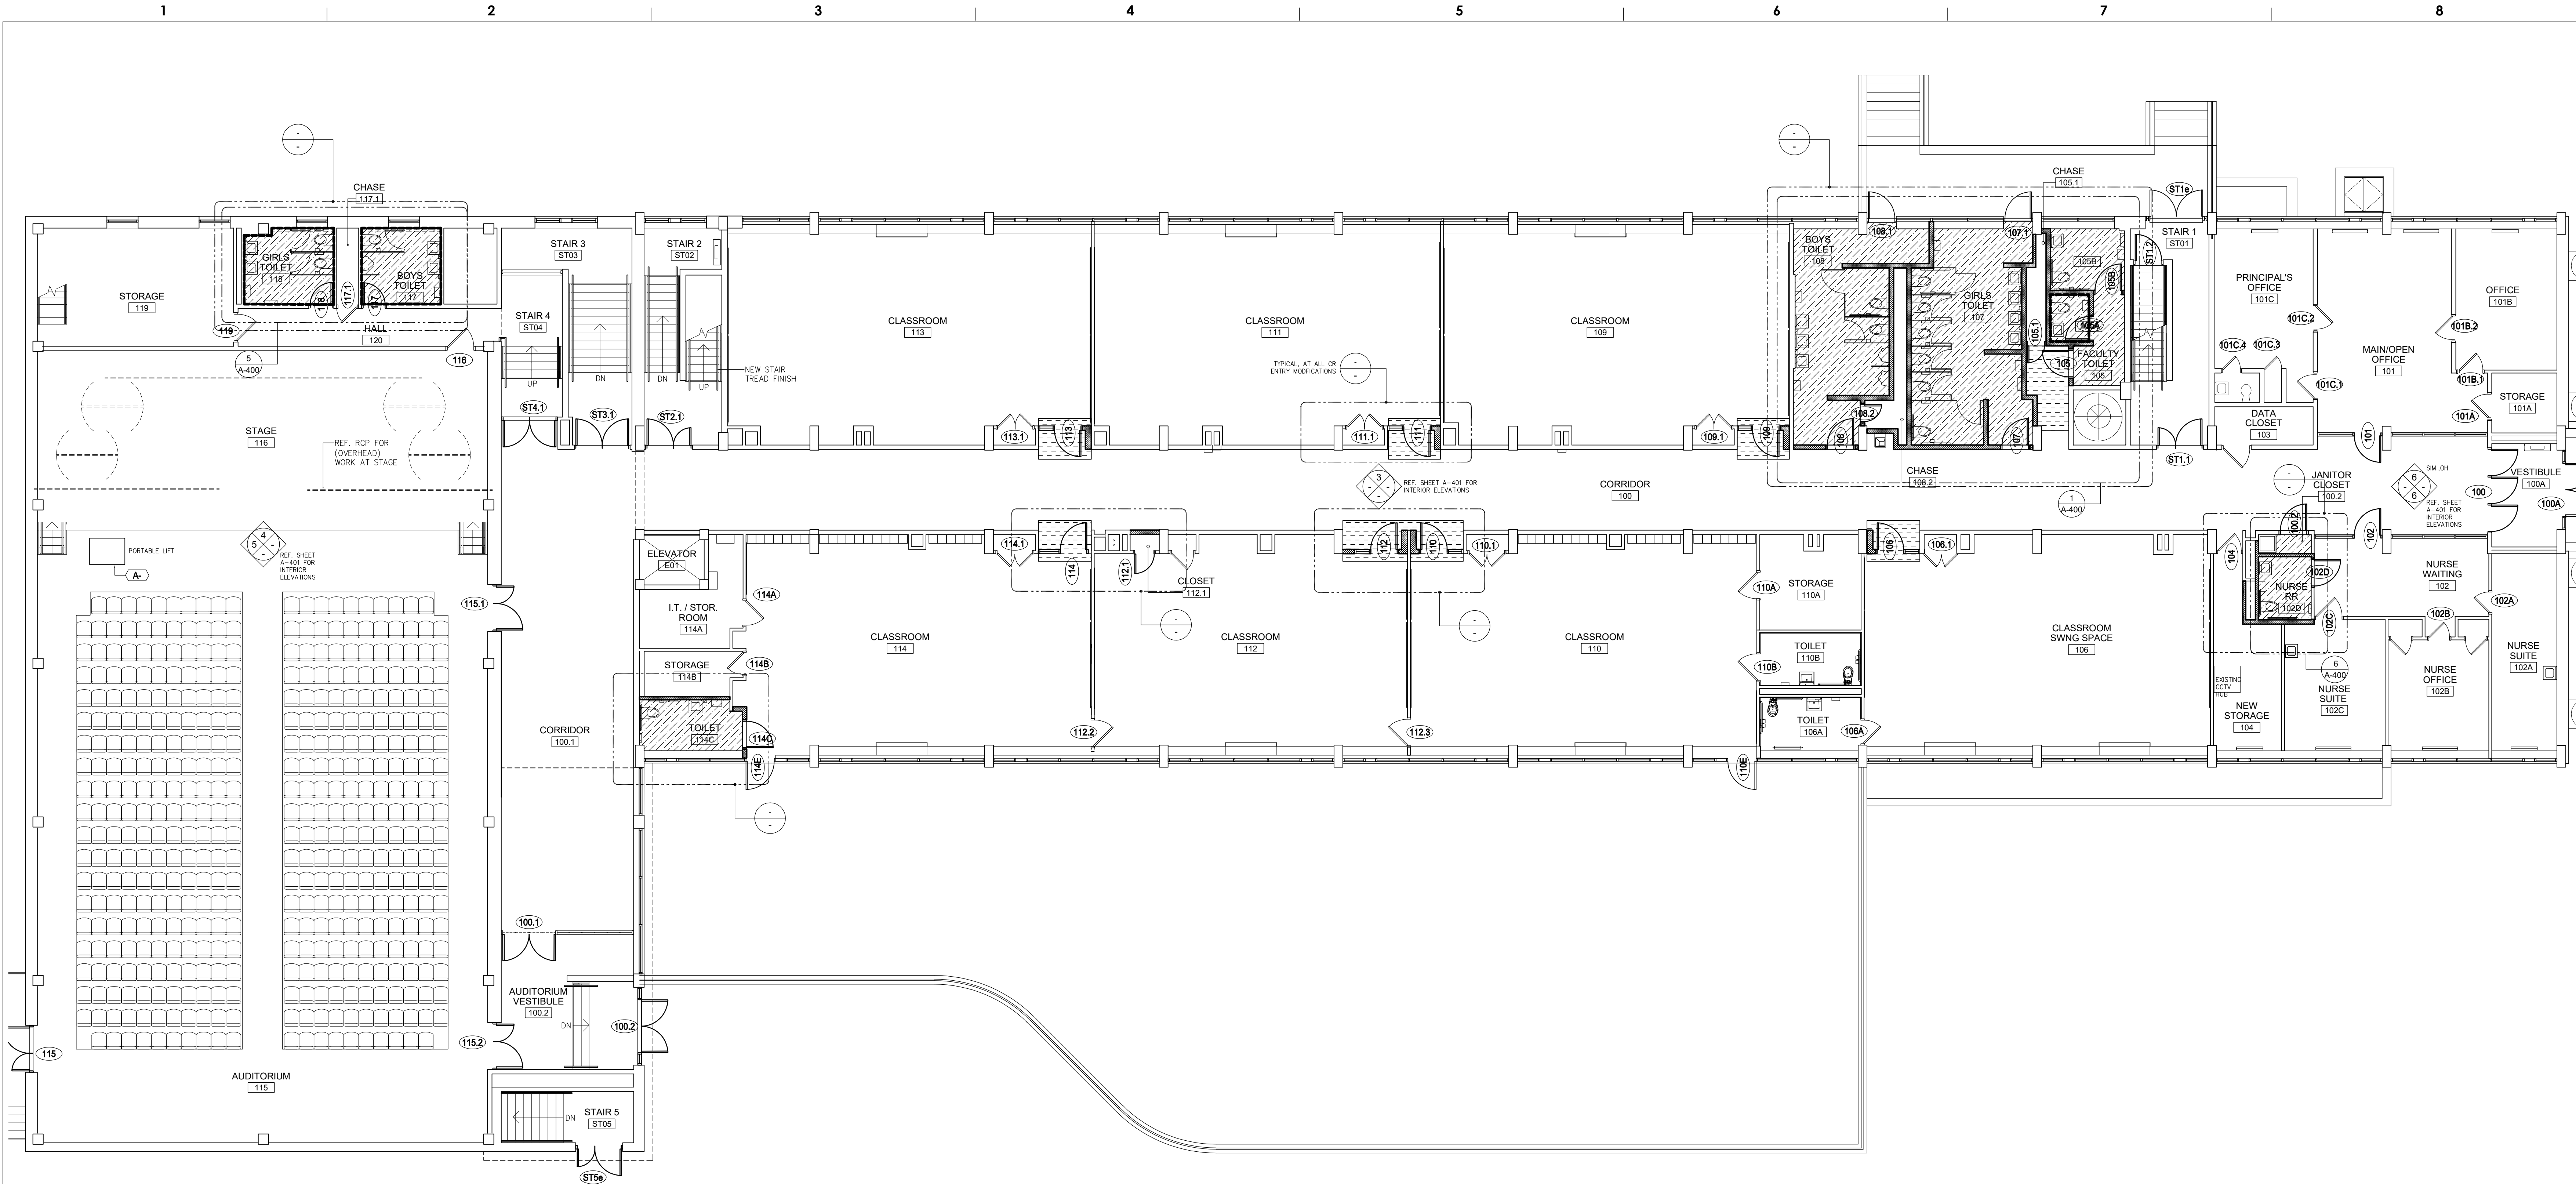 1
2
3
4
5
6
7
8
-
-
-
-
CHASE
117.1
CHASE
105.1
ST1e
GIRLS
TOILET
118
BOYS
TOILET
117
118
117.1
117
STORAGE
119
119
HALL
120
116
5
A-400
STAIR 3
ST03
STAIR 4
ST04
UP
DN
STAIR 2
ST02
DN
UP
NEW STAIR
TREAD FINISH
ST4.1
ST3.1
ST2.1
CLASSROOM
113
CLASSROOM
111
CLASSROOM
109
TYPICAL, AT ALL CR
ENTRY MODFICATIONS
-
-
113.1
113
111.1
111
109.1
109
BOYS
TOILET
108
108.1
107.1
GIRLS
TOILET
107
108.2
108
107
105B
105B
105A
105.1
105
FACULTY
TOILET
105
ST1.2
STAIR 1
ST01
ST1.1
CHASE
108.2
1
A-400
PRINCIPAL'S
OFFICE
101C
101C.2
101C.4
101C.3
101C.1
MAIN/OPEN
OFFICE
101
OFFICE
101B
101B.2
101B.1
STORAGE
101A
101A
DATA
CLOSET
103
101
STAGE
116
REF. RCP FOR
(OVERHEAD)
WORK AT STAGE
CORRIDOR
100
3
-
-
-
REF. SHEET A-401 FOR
INTERIOR ELEVATIONS
-
-
JANITOR
CLOSET
100.2
100.2
6
-
-
6
SIM.,OH
REF. SHEET
A-401 FOR
INTERIOR
ELEVATIONS
VESTIBULE
100A
100
100A
102
PORTABLE LIFT
A-
4
5
-
-
REF. SHEET
A-401 FOR
INTERIOR
ELEVATIONS
115.1
ELEVATOR
E01
I.T. / STOR.
ROOM
114A
114A
STORAGE
114B
114B
TOILET
114C
114C
114E
-
-
114.1
114
112.1
CLOSET
112.1
112
110
110.1
CLASSROOM
114
CLASSROOM
112
CLASSROOM
110
-
-
-
-
112.2
112.3
STORAGE
110A
110A
TOILET
110B
110B
TOILET
106A
106A
110E
106
106.1
CLASSROOM
SWNG SPACE
106
104
NURSE
RR
102D
102D
102C
NURSE
WAITING
102
102B
102A
NURSE
SUITE
102A
NURSE
OFFICE
102B
6
A-400
NURSE
SUITE
102C
EXISTING
CCTV
HUB
NEW
STORAGE
104
CORRIDOR
100.1
100.1
AUDITORIUM
VESTIBULE
100.2
DN
100.2
115
115.2
AUDITORIUM
115
DN
STAIR 5
ST05
ST5e